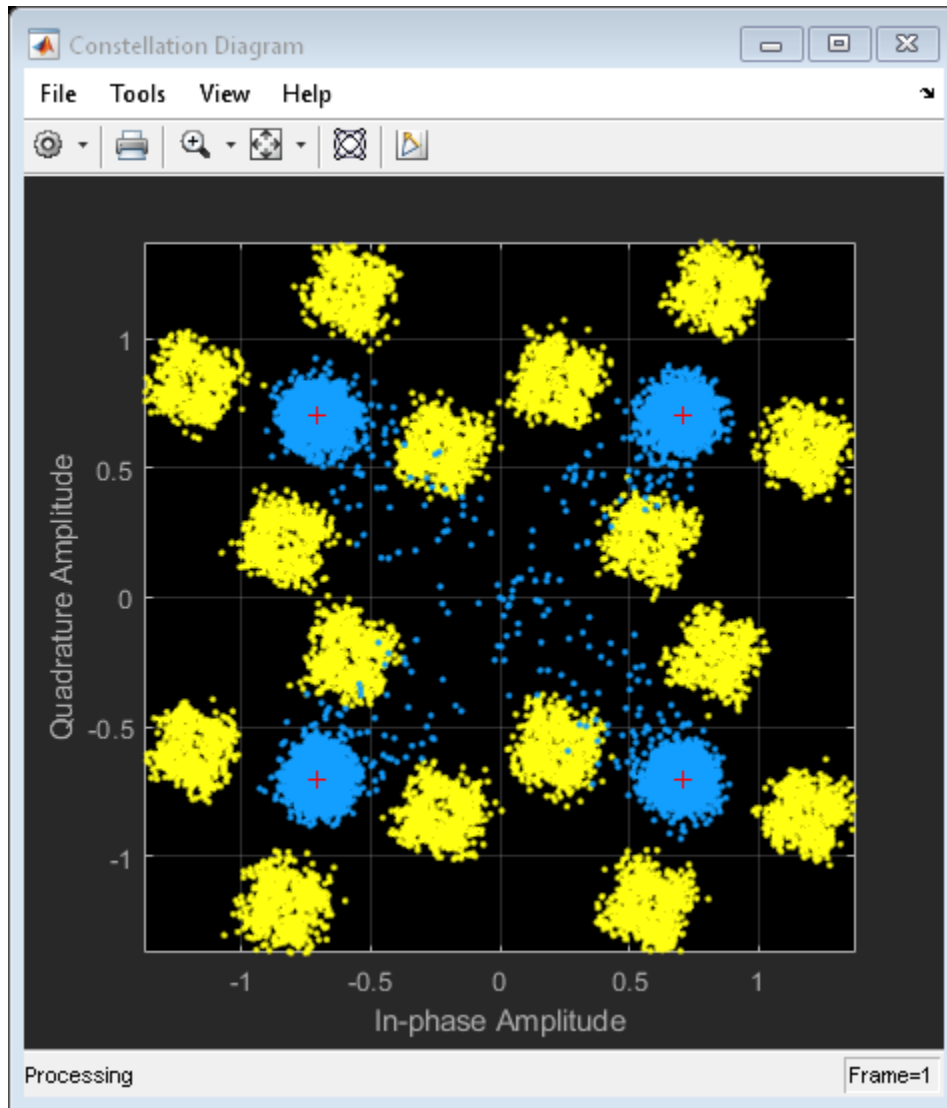 Constellation Diagram
File Tools View Help
1
0.5
0
-0.5
-1
Quadrature Amplitude
-1 -0.5 0 0.5 1
In-phase Amplitude
Processing Frame=1